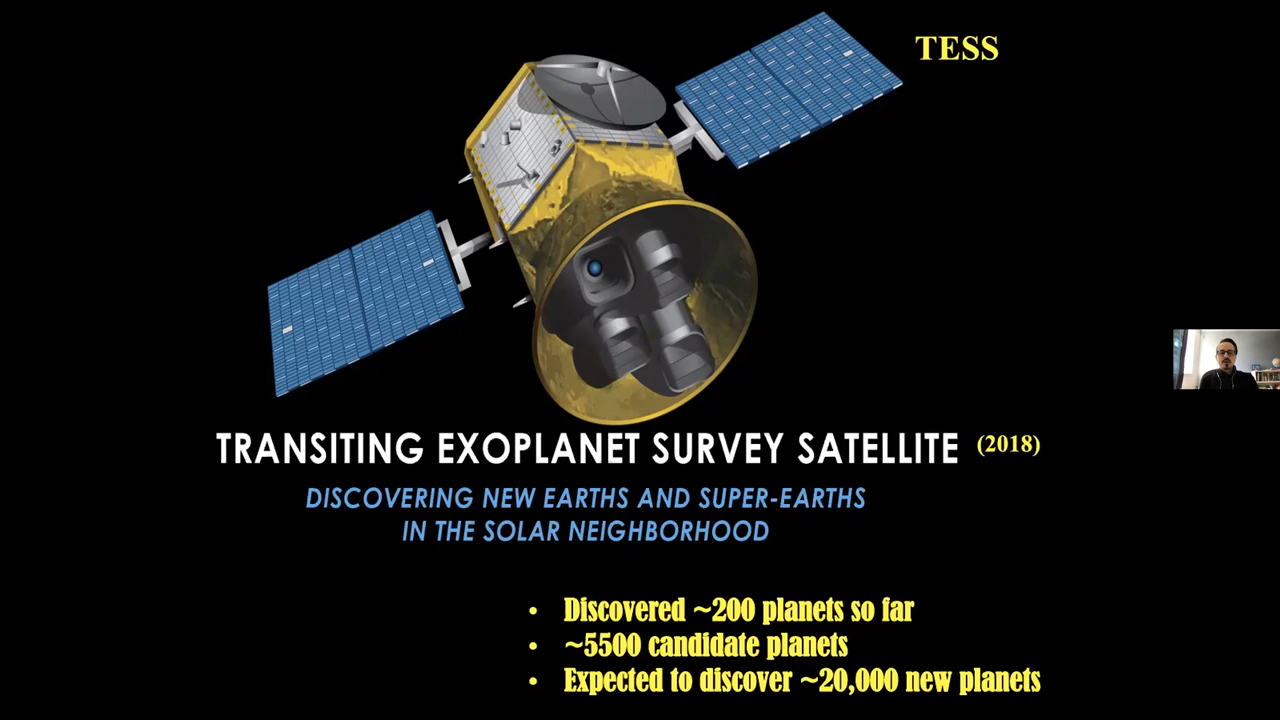 TESS
TRANSITING EXOPLANET SURVEY SATELLITE (2018)
DISCOVERING NEW EARTHS AND SUPER-EARTHS
IN THE SOLAR NEIGHBORHOOD
• Discovered ~200 planets so far
• ~5500 candidate planets
• Expected to discover ~20,000 new planets